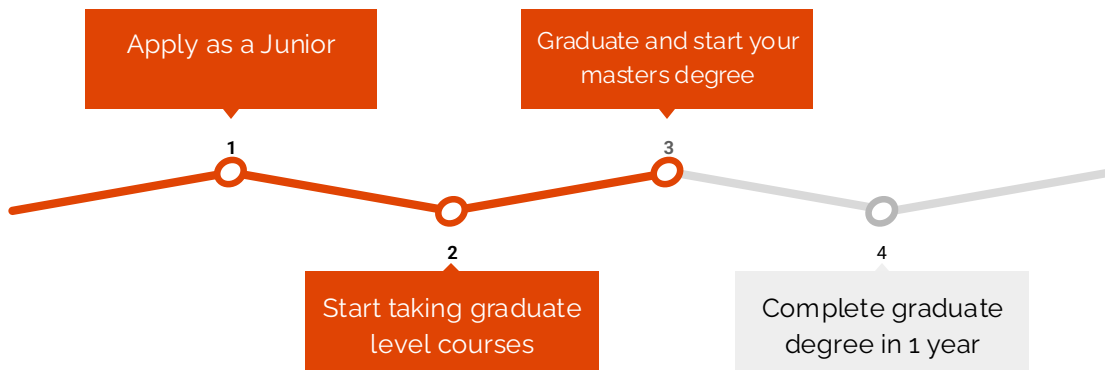 Apply as a Junior
1
2
Start taking graduate
level courses
Graduate and start your
masters degree
3
4
Complete graduate
degree in 1 year